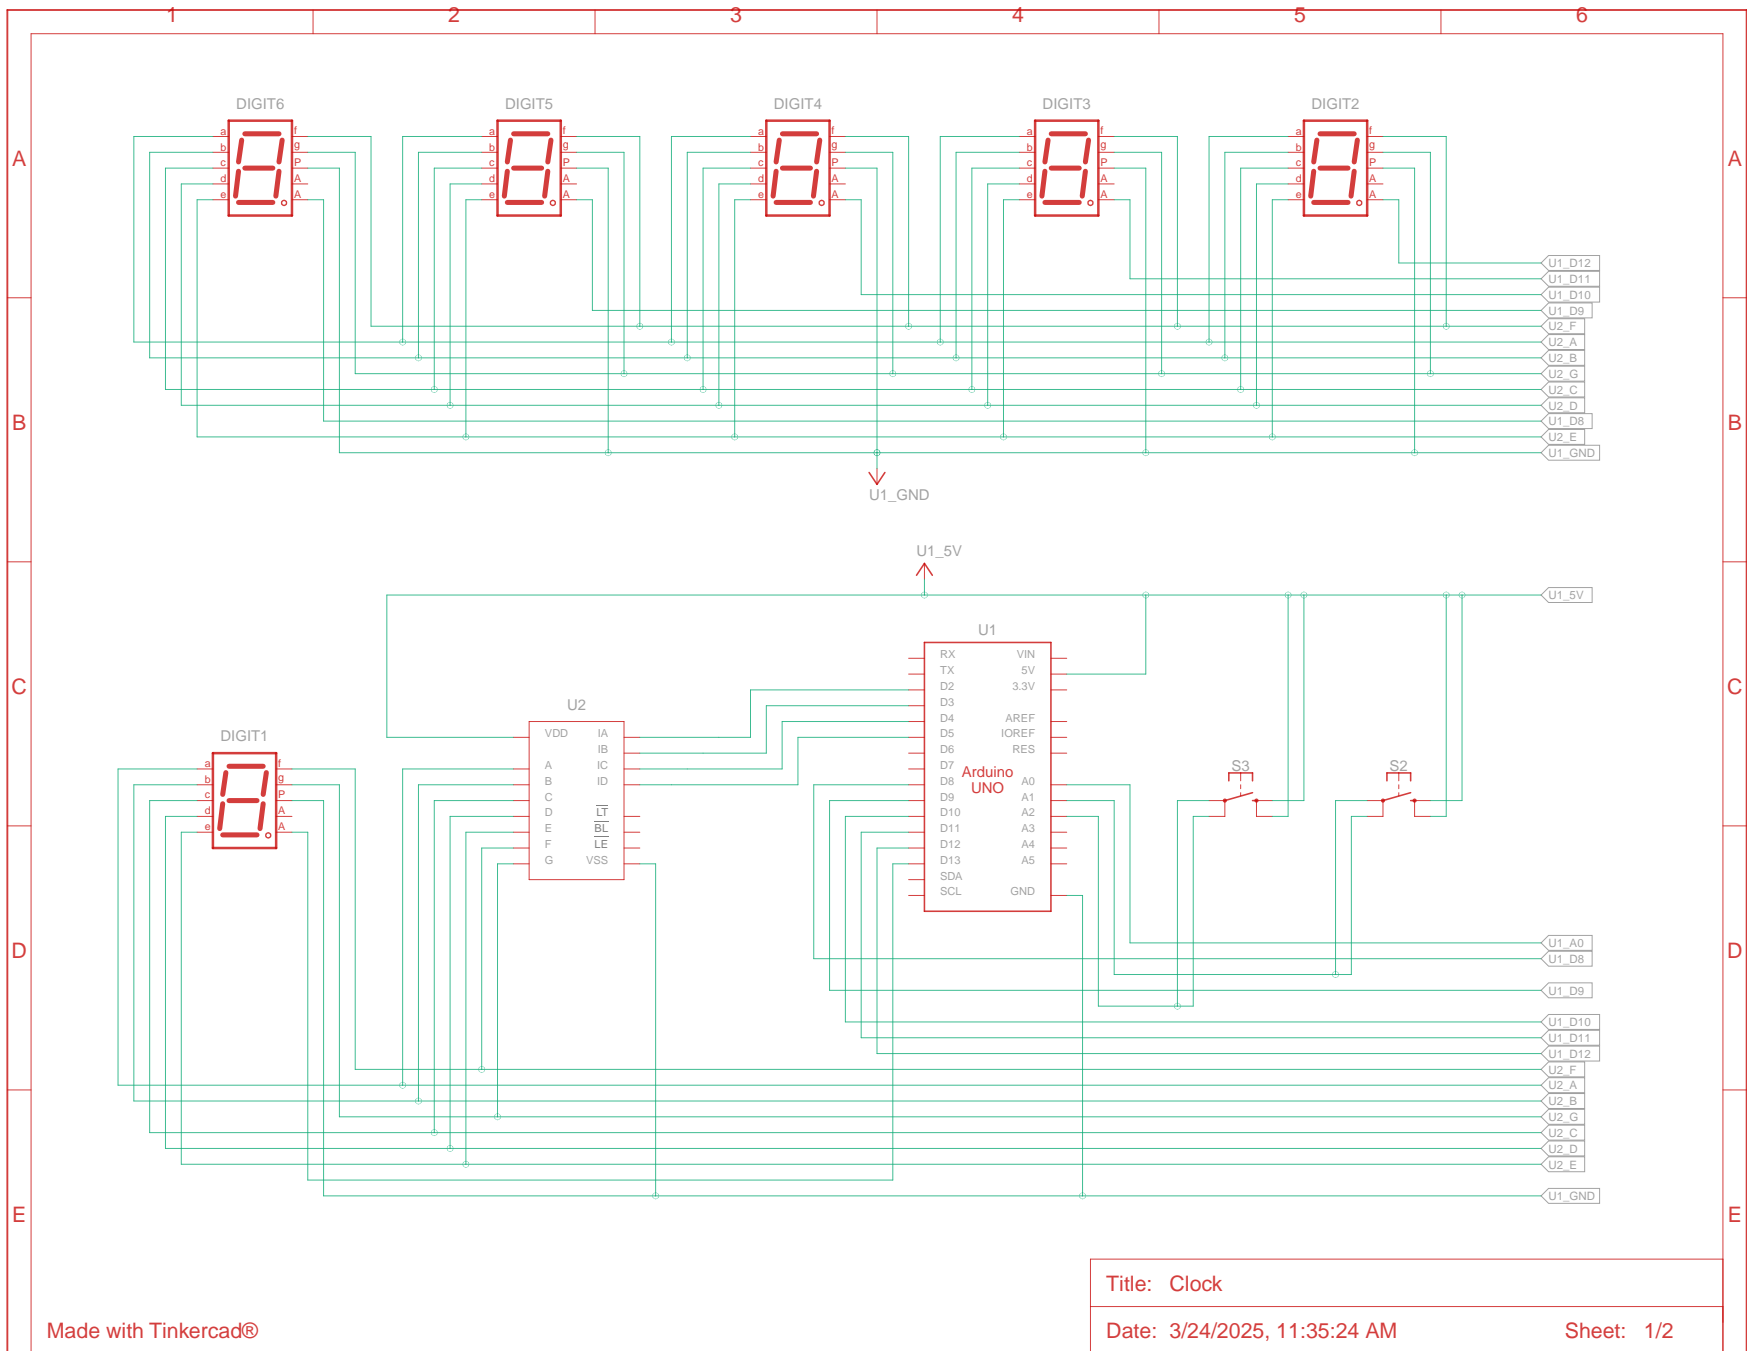 1 2 3 4 5 6
DIGIT6 DIGIT5 DIGIT4 DIGIT3 DIGIT2
a f a f a f a f a f
b g b g b g b g b g
A c P c P c P c P c P A
d A d A d A d A d A
e A e A e A e A e A
U1_D12
U1_D11
U1_D10
U1_D9
U2_F
U2_A
U2_B
U2_G
U2_C
U2_D
B U1_D8 B
U2_E
U1_GND
U1_GND
U1_5V
U1_5V
U1
RX VIN
TX 5V
C D2 3.3V C
D3
U2
D4 AREF
VDD IA D5 IOREF
DIGIT1
IB D6 RES
a f A IC D7
S3 S2
Arduino
b g B ID D8 A0
UNO
c P C D9 A1
d A D LT D10 A2
e A E BL D11 A3
F LE D12 A4
G VSS D13 A5
SDA
SCL GND
U1_A0
D D
U1_D8
U1_D9
U1_D10
U1_D11
U1_D12
U2_F
U2_A
U2_B
U2_G
U2_C
U2_D
U2_E
U1_GND
E E
Title: Clock
Made with Tinkercad® Date: 3/24/2025, 11:35:24 AM Sheet: 1/2